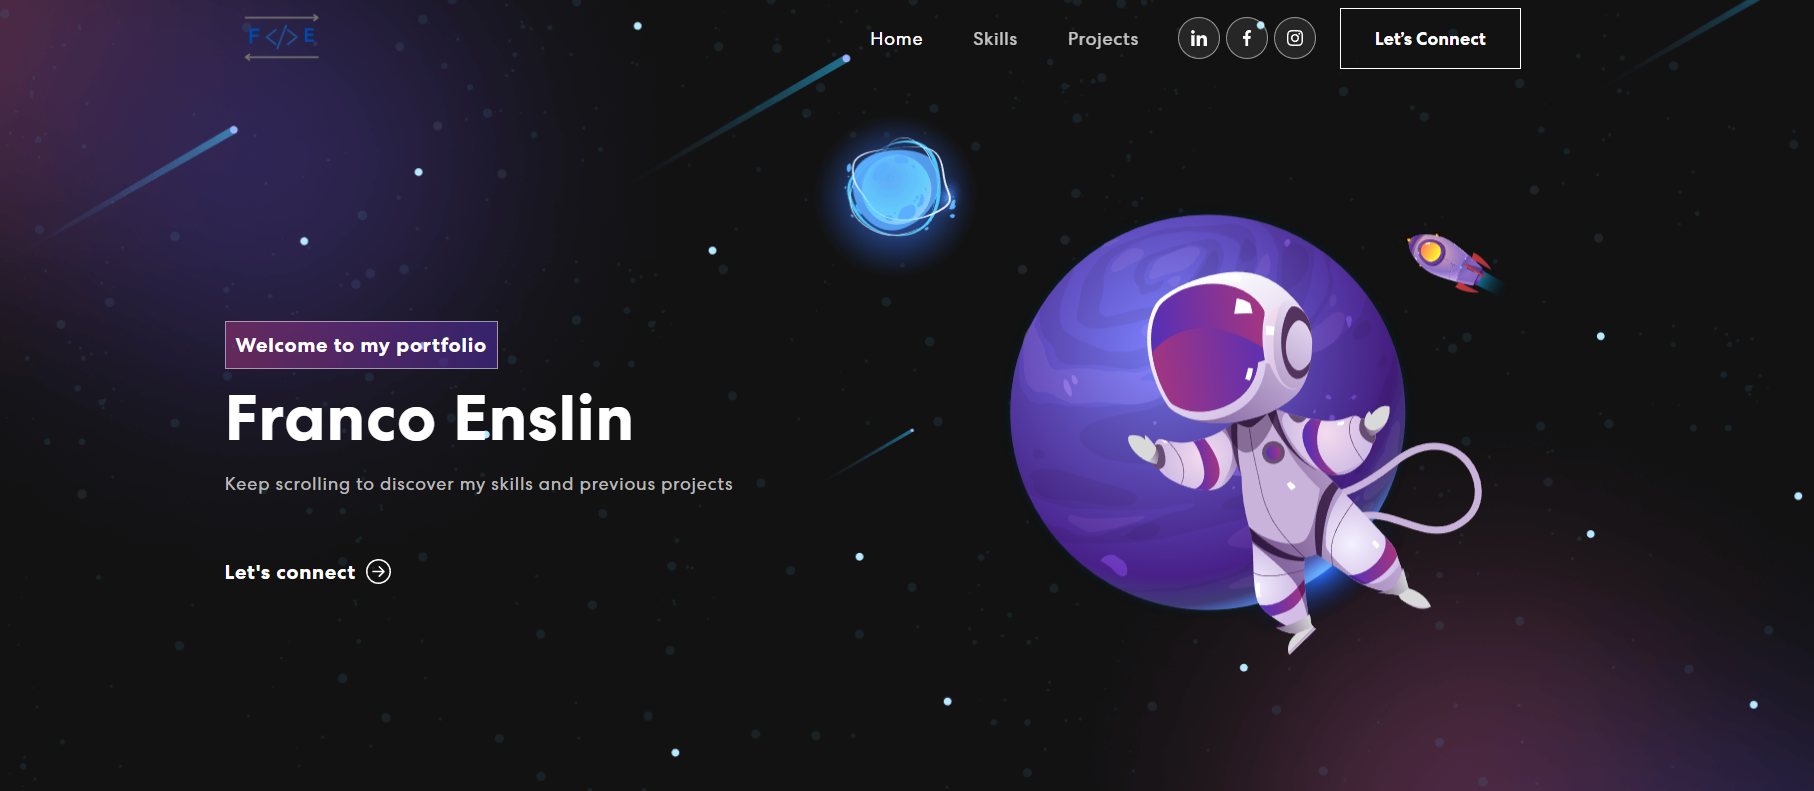 F </> E
Home
Skills
Projects
in
f
Let's Connect
Welcome to my portfolio
Franco Enslin
Keep scrolling to discover my skills and previous projects
Let's connect